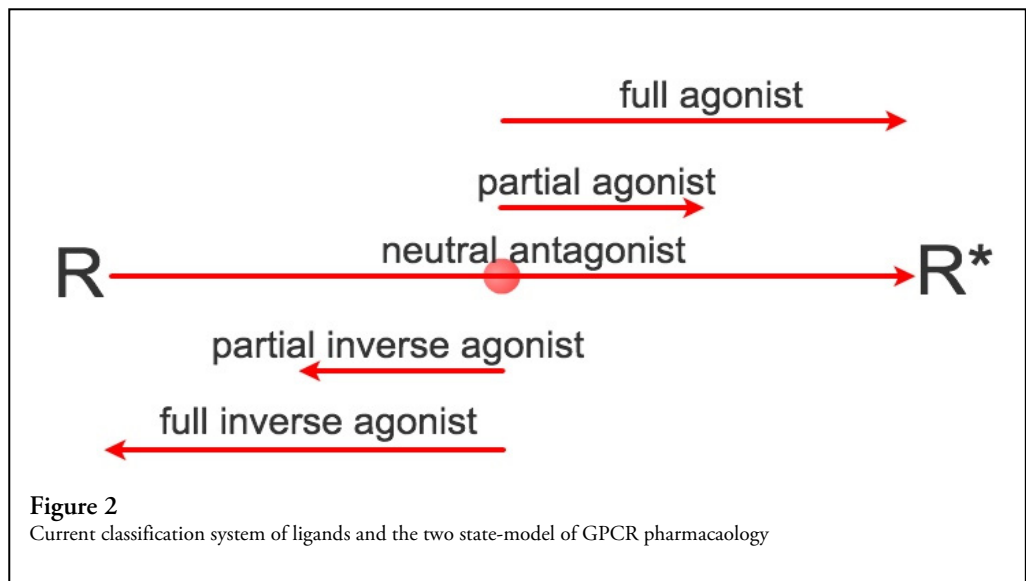 full agonist
partial agonist
neutral antagonist
R
R*
partial inverse agonist
full inverse agonist
Figure 2
Current classification system of ligands and the two state-model of GPCR pharmacaology